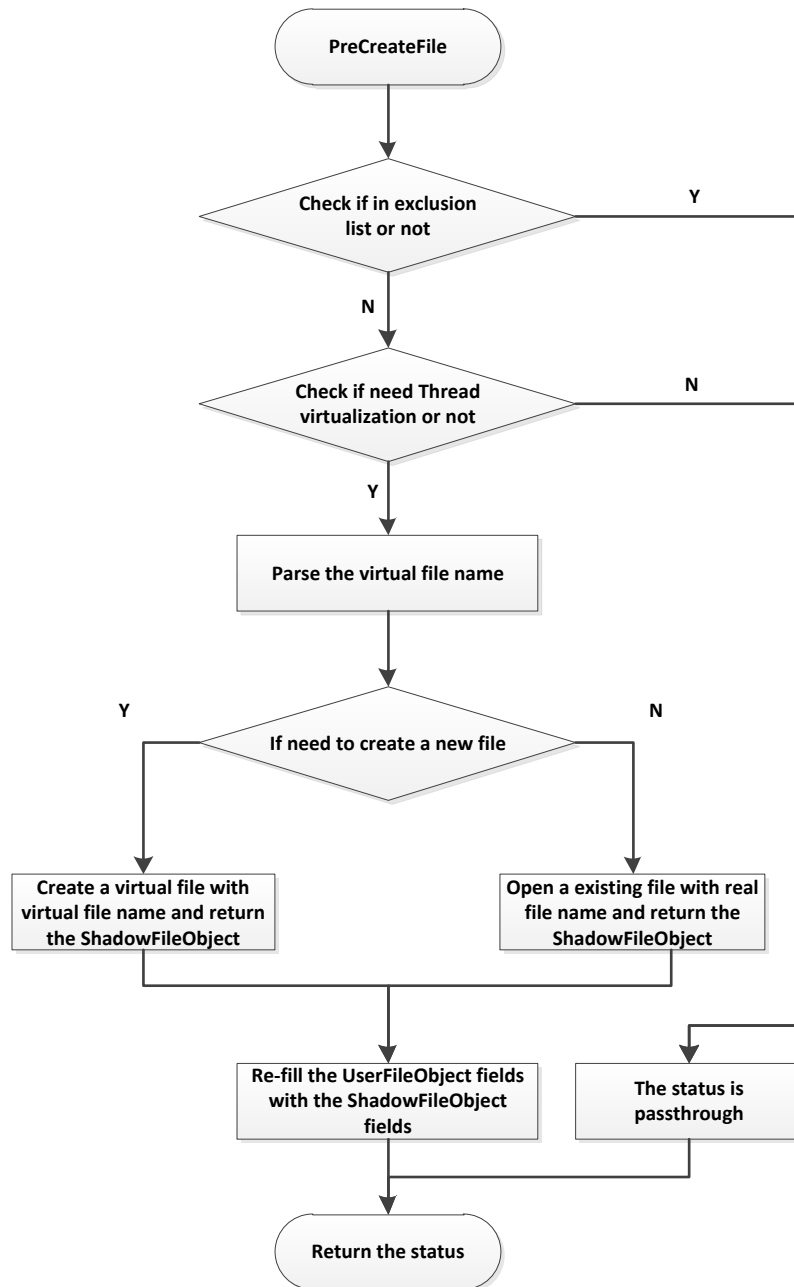 PreCreateFile
Check if in exclusion
list or not
Y
N
Check if need Thread
virtualization or not
N
Y
Parse the virtual file name
Y
N
If need to create a new file
Create a virtual file with
virtual file name and return
the ShadowFileObject
Open a existing file with real
file name and return the
ShadowFileObject
Re-fill the UserFileObject fields
with the ShadowFileObject
fields
The status is
passthrough
Return the status